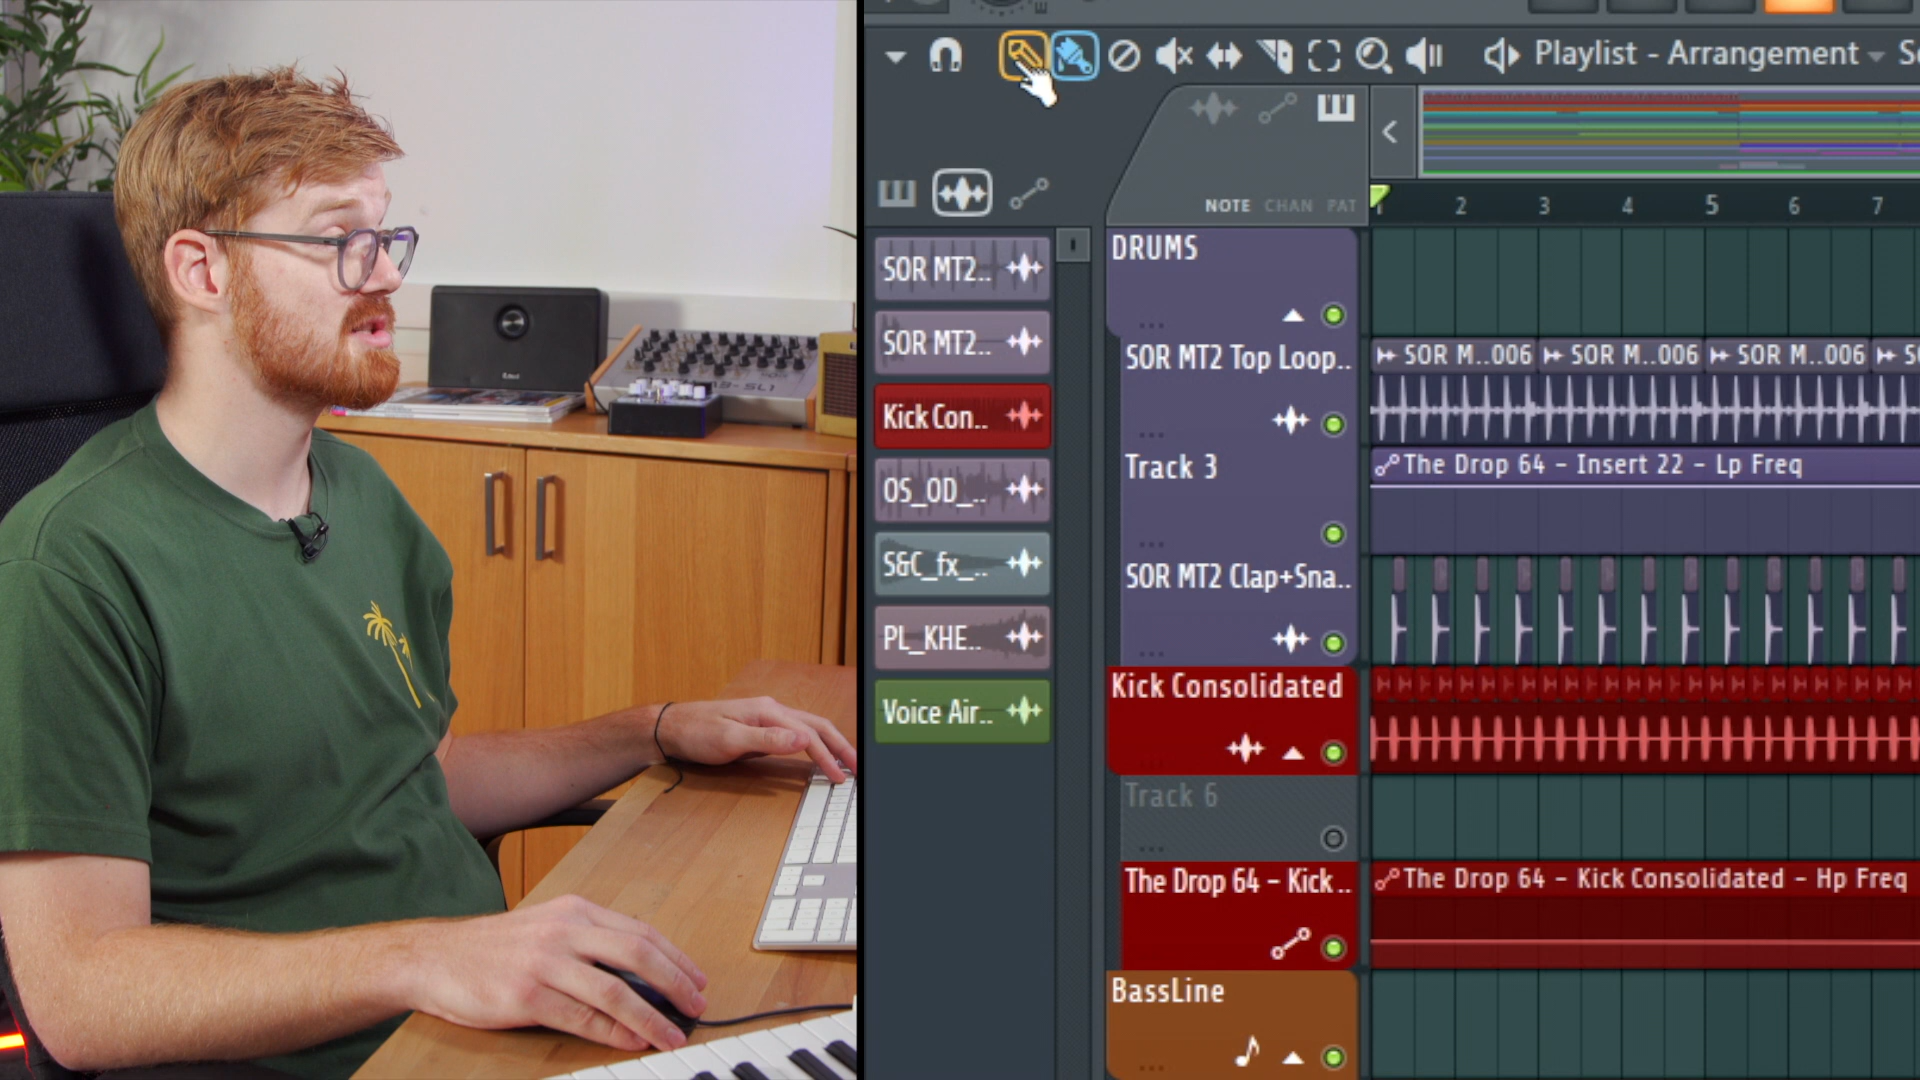 Playlist - Arrangement
NOTE CHAN PAT
1 2 3 4 5 6 7
SOR MT2..
SOR MT2..
Kick Con..
OS_OD_..
S&C_fx_..
PL_KHE..
Voice Air..
DRUMS
SOR MT2 Top Loop..
SOR M..006 SOR M..006 SOR M..006
Track 3
The Drop 64 - Insert 22 - Lp Freq
SOR MT2 Clap+Sna..
Kick Consolidated
Track 6
The Drop 64 - Kick ..
The Drop 64 - Kick Consolidated - Hp Freq
BassLine